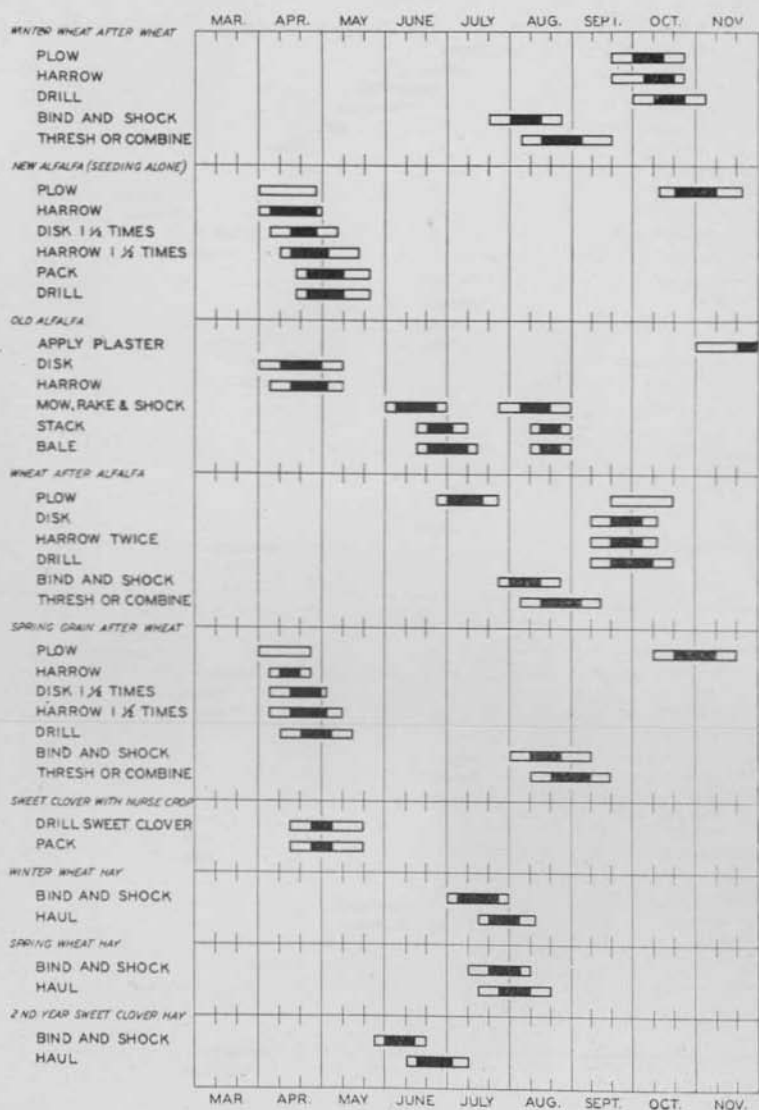 MAR. APR. MAY JUNE JULY AUG. SEPT. OCT. NOV
WINTER WHEAT AFTER WHEAT
PLOW
HARROW
DRILL
BIND AND SHOCK
THRESH OR COMBINE
NEW ALFALFA (SEEDING ALONE)
PLOW
HARROW
DISK 1 ½ TIMES
HARROW 1 ½ TIMES
PACK
DRILL
OLD ALFALFA
APPLY PLASTER
DISK
HARROW
MOW, RAKE & SHOCK
STACK
BALE
WHEAT AFTER ALFALFA
PLOW
DISK
HARROW TWICE
DRILL
BIND AND SHOCK
THRESH OR COMBINE
SPRING GRAIN AFTER WHEAT
PLOW
HARROW
DISK 1 ½ TIMES
HARROW 1 ½ TIMES
DRILL
BIND AND SHOCK
THRESH OR COMBINE
SWEET CLOVER WITH NURSE CROP
DRILL SWEET CLOVER
PACK
WINTER WHEAT HAY
BIND AND SHOCK
HAUL
SPRING WHEAT HAY
BIND AND SHOCK
HAUL
2 ND YEAR SWEET CLOVER HAY
BIND AND SHOCK
HAUL
MAR. APR. MAY JUNE JULY AUG. SEPT. OCT. NOV.